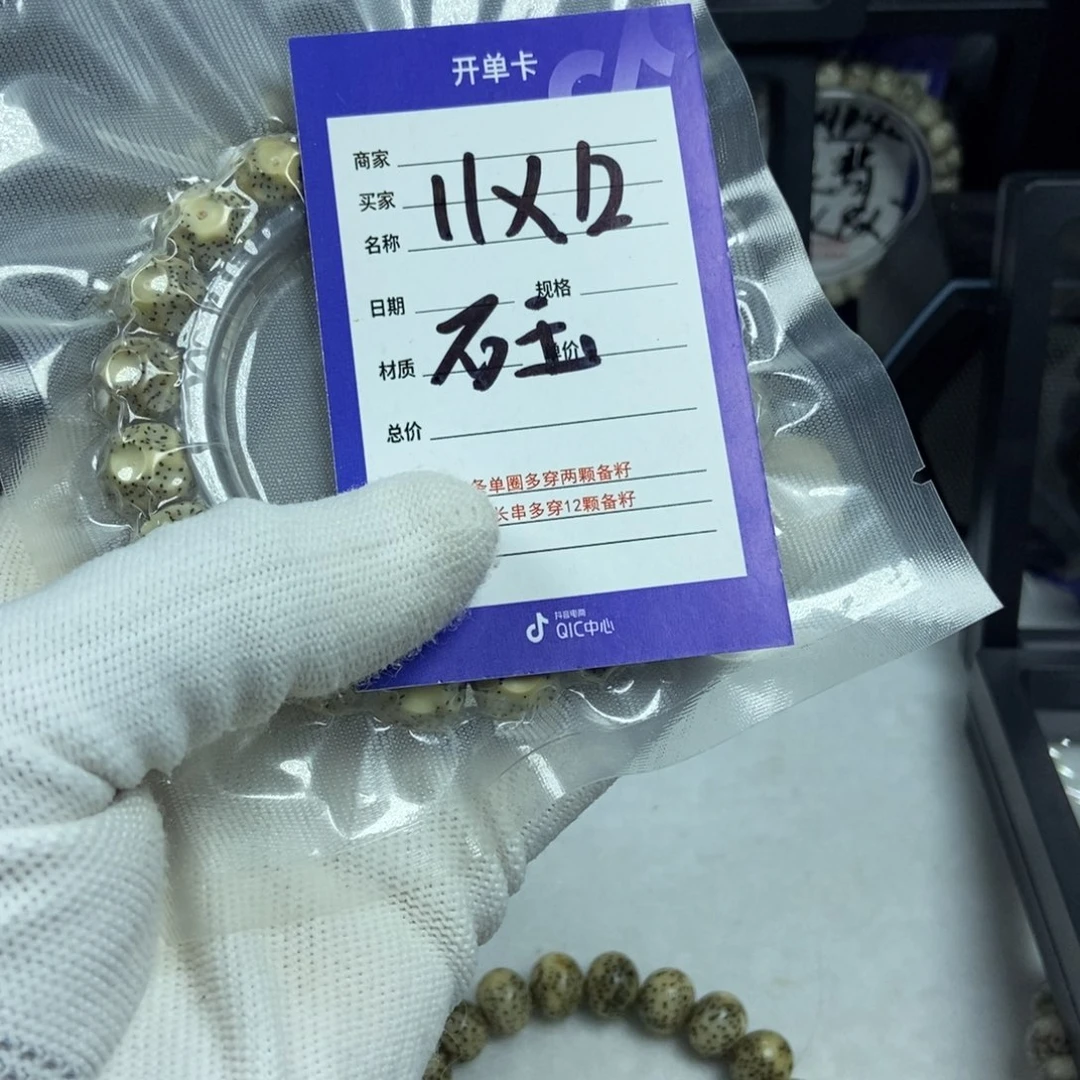 开单卡
商家
买家
名称
11X12
日期 规格
材质 单价
总价
条单圈多穿两颗备籽
长串多穿12颗备籽
抖音电商
QIC中心